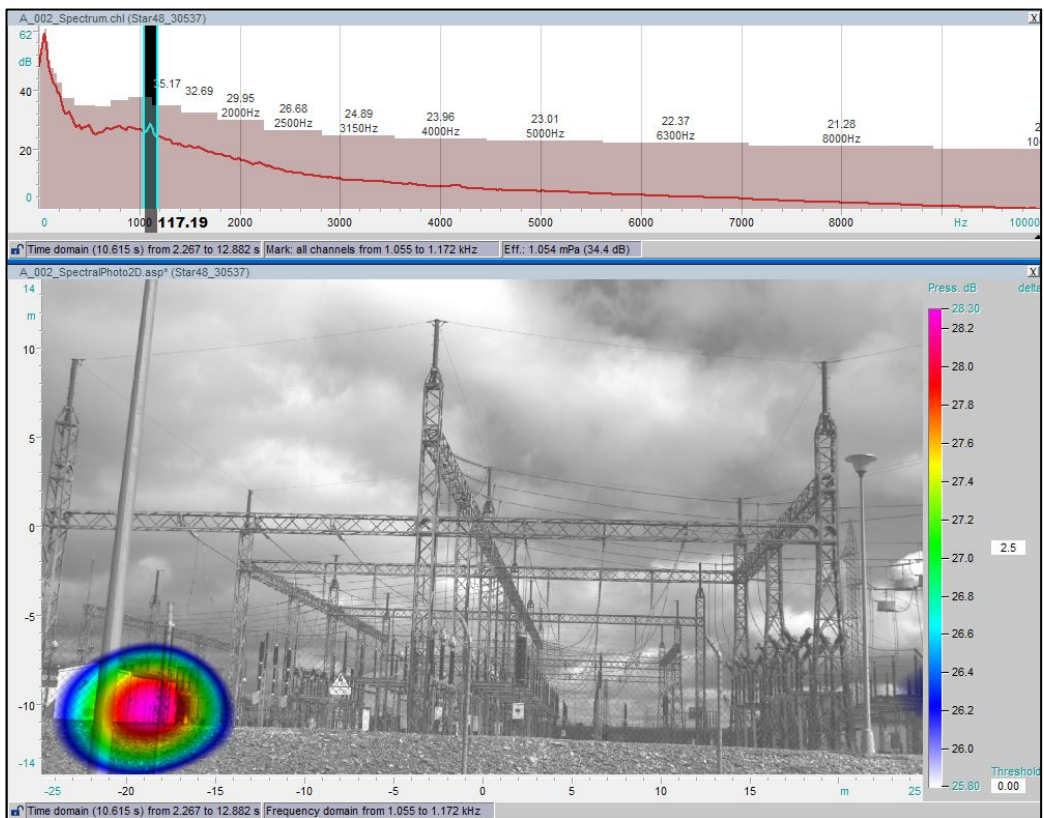 A_002_Spectrum.chl (Star48_30537)
X
62
dB
40
20
0
35.17
32.69
29.95
2000Hz
26.68
2500Hz
24.89
3150Hz
23.96
4000Hz
23.01
5000Hz
22.37
6300Hz
21.28
8000Hz
0 1000 117.19 2000 3000 4000 5000 6000 7000 8000 Hz 10000
Time domain (10.615 s) from 2.267 to 12.882 s Mark: all channels from 1.055 to 1.172 kHz Eff.: 1.054 mPa (34.4 dB)
A_002_SpectralPhoto2D.asp* (Star48_30537)
X
14
m
10
5
0
-5
-10
-14
-25 -20 -15 -10 -5 0 5 10 15 m 25
Press. dB
delta
28.30
28.2
28.0
27.8
27.6
27.4
27.2
27.0
26.8
26.6
26.4
26.2
26.0
25.80
2.5
Threshold
0.00
Time domain (10.615 s) from 2.267 to 12.882 s Frequency domain from 1.055 to 1.172 kHz